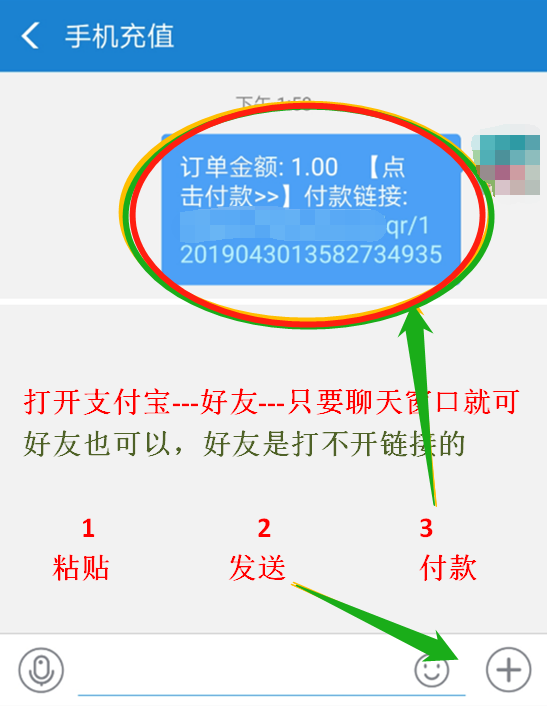 手机充值
下午 1:58
订单金额: 1.00 【点
击付款>>】付款链接:
qr/1
2019043013582734935
打开支付宝---好友---只要聊天窗口就可
好友也可以，好友是打不开链接的
1 2 3
粘贴 发送 付款